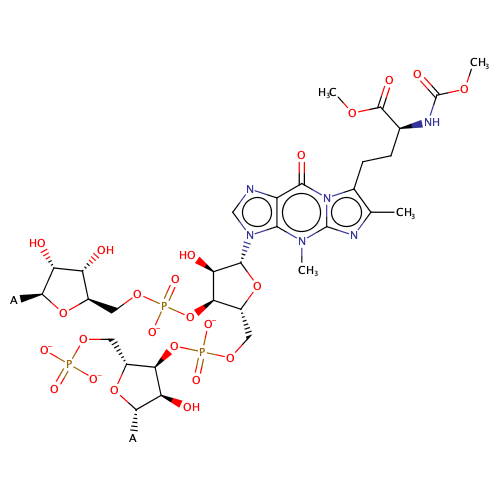 CH₃
O O
H₃C O O
O NH
O
N N CH₃
N N N
HO CH₃
HO OH O
O
A O O P O
O⁻ O⁻
O O P O
O⁻ P O⁻ O O
O OH
A